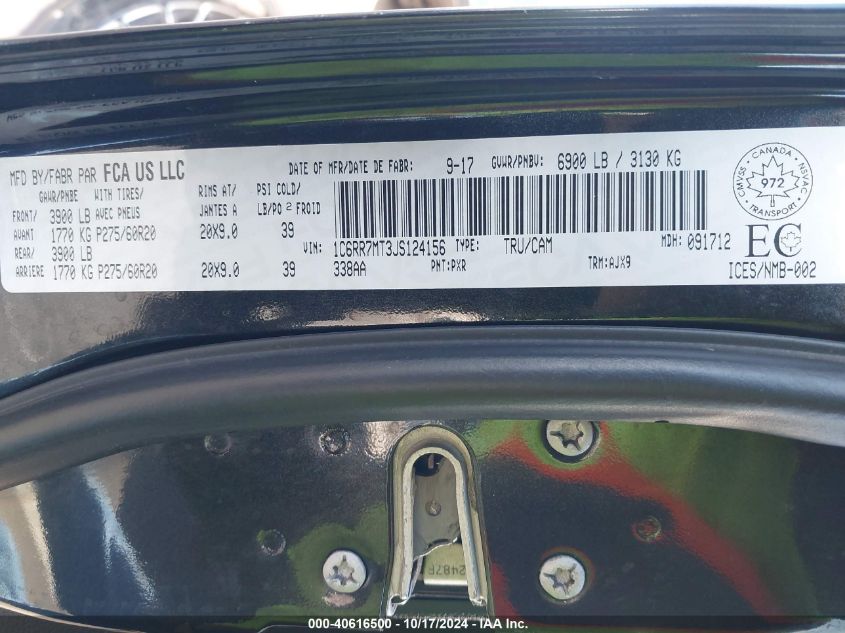 MFD BY/FABR PAR FCA US LLC DATE OF MFR/DATE DE FABR: 9-17 GVWR/PNBV: 6900 LB / 3130 KG
GAWR/PNBE WITH TIRES/ RIMS AT/ PSI COLD/
AVEC PNEUS JANTES A LB/PO 2 FROID
FRONT/ 3900 LB
AVANT 1770 KG P275/60R20 20X9.0 39
REAR/ 3900 LB
ARRIERE 1770 KG P275/60R20 20X9.0 39
VIN: 1C6RR7MT3JS124156 TYPE: TRU/CAM MDH: 091712
338AA PNT:PXR TRM:AJX9
CANADA
CMVSS 972 NSVAC
TRANSPORT
EC
ICES/NMB-002
000-40616500 - 10/17/2024 - IAA Inc.